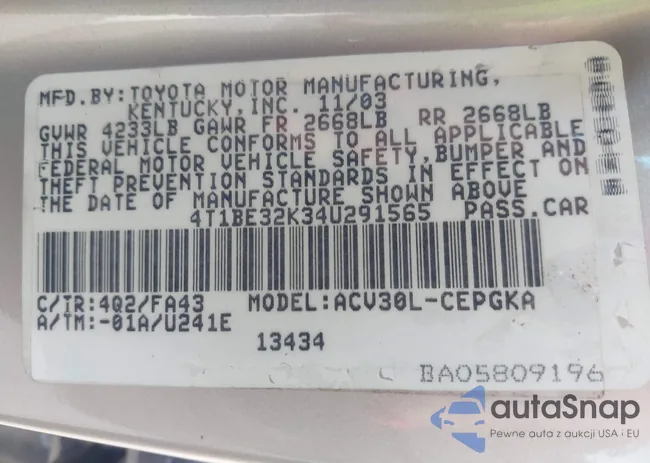 MFD.BY:TOYOTA MOTOR MANUFACTURING,
KENTUCKY,INC. 11/03
GVWR 4233LB GAWR FR 2668LB RR 2668LB
THIS VEHICLE CONFORMS TO ALL APPLICABLE
FEDERAL MOTOR VEHICLE SAFETY,BUMPER AND
THEFT PREVENTION STANDARDS IN EFFECT ON
THE DATE OF MANUFACTURE SHOWN ABOVE
4T1BE32K34U291565 PASS.CAR
C/TR:4Q2/FA43 MODEL:ACV30L-CEPGKA
A/TM:-01A/U241E
13434
BA05809196
autaSnap
Pewne auta z aukcji USA i EU